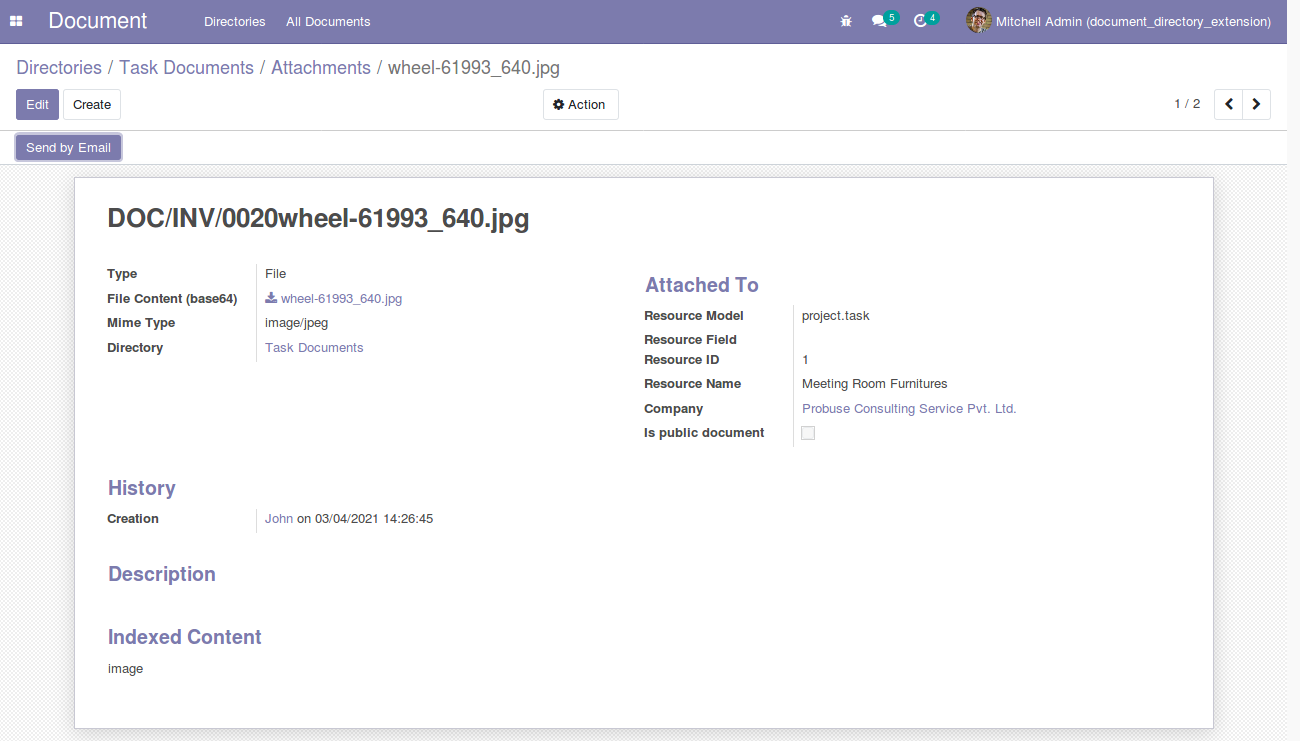 Document Directories All Documents 5 4 Mitchell Admin (document_directory_extension)
Directories / Task Documents / Attachments / wheel-61993_640.jpg
Edit Create Action 1 / 2
Send by Email
DOC/INV/0020wheel-61993_640.jpg
Type File
File Content (base64) wheel-61993_640.jpg
Mime Type image/jpeg
Directory Task Documents
Attached To
Resource Model project.task
Resource Field
Resource ID 1
Resource Name Meeting Room Furnitures
Company Probuse Consulting Service Pvt. Ltd.
Is public document
History
Creation John on 03/04/2021 14:26:45
Description
Indexed Content
image